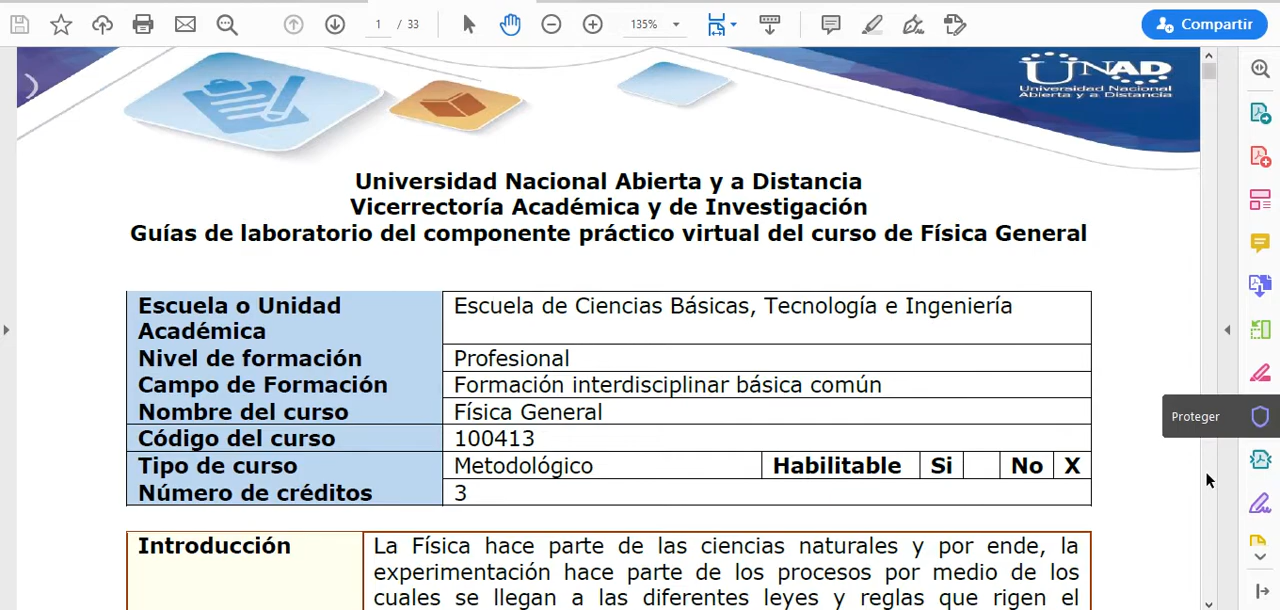 1 / 33
135%
Compartir
UNAD
Universidad Nacional
Abierta y a Distancia
Universidad Nacional Abierta y a Distancia
Vicerrectoría Académica y de Investigación
Guías de laboratorio del componente práctico virtual del curso de Física General
Escuela o Unidad Académica Escuela de Ciencias Básicas, Tecnología e Ingeniería
Nivel de formación Profesional
Campo de Formación Formación interdisciplinar básica común
Nombre del curso Física General
Código del curso 100413
Proteger
Tipo de curso Metodológico Habilitable Si No X
Número de créditos 3
Introducción La Física hace parte de las ciencias naturales y por ende, la
experimentación hace parte de los procesos por medio de los
cuales se llegan a las diferentes leyes y reglas que rigen el